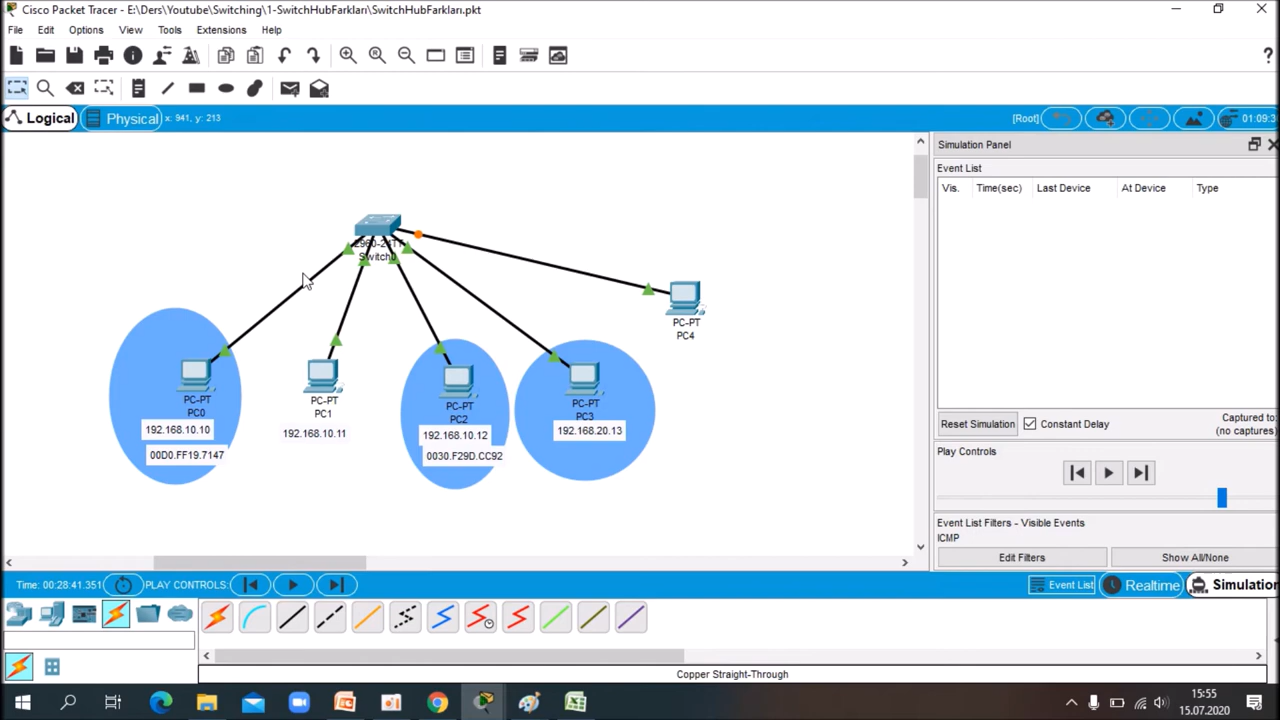 Cisco Packet Tracer - E:\Ders\Youtube\Switching\1-SwitchHubFarkları\SwitchHubFarkları.pkt
File Edit Options View Tools Extensions Help
Logical Physical x: 941, y: 213 [Root] 01:09:3
Simulation Panel
Event List
Vis. Time(sec) Last Device At Device Type
2960-24TT
Switch0
PC-PT
PC4
PC-PT
PC0
192.168.10.10
00D0.FF19.7147
PC-PT
PC1
192.168.10.11
PC-PT
PC2
192.168.10.12
0030.F29D.CC92
PC-PT
PC3
192.168.20.13
Reset Simulation Constant Delay Captured to:
(no captures)
Play Controls
Event List Filters - Visible Events
ICMP
Edit Filters Show All/None
Time: 00:28:41.351 PLAY CONTROLS: Event List Realtime Simulation
Copper Straight-Through
15:55
15.07.2020